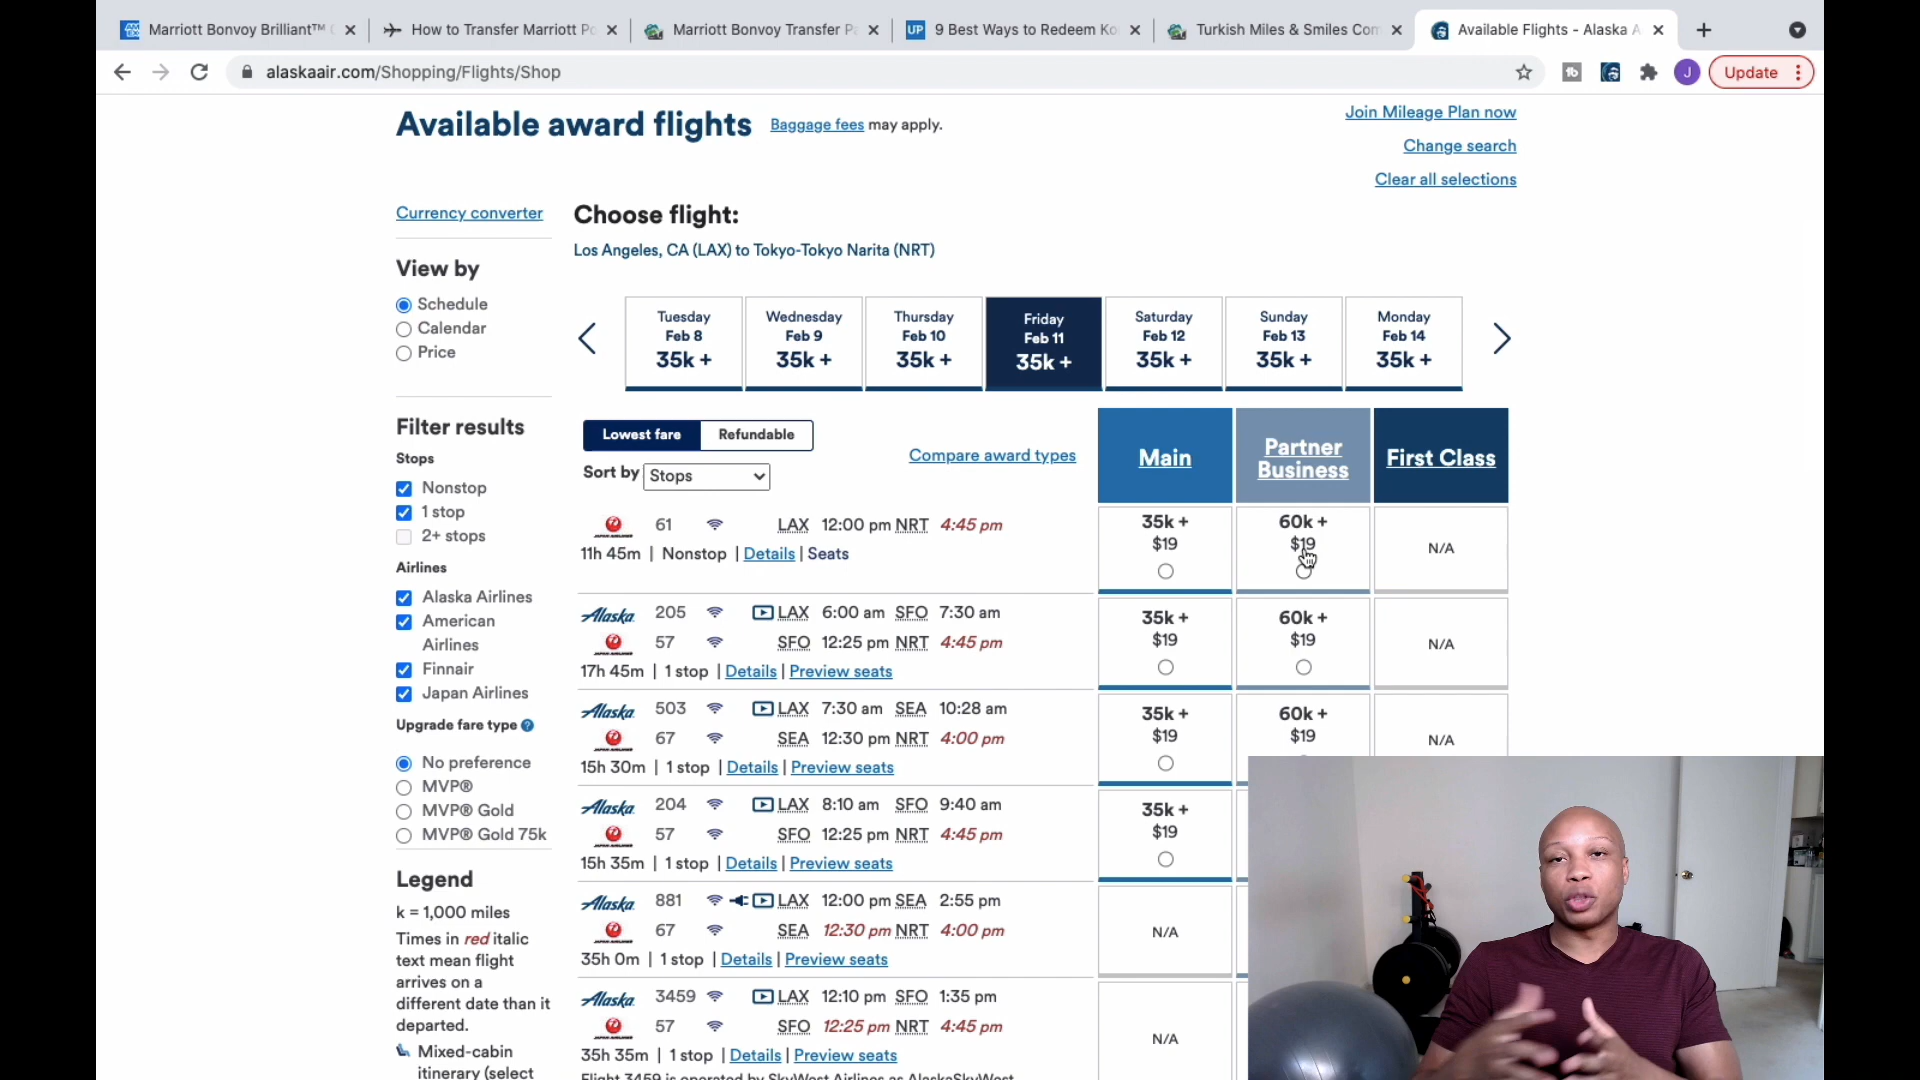 Marriott Bonvoy Brilliant™
How to Transfer Marriott Po
Marriott Bonvoy Transfer Pa
UP 9 Best Ways to Redeem Ko
Turkish Miles & Smiles Com
Available Flights - Alaska A
alaskaair.com/Shopping/Flights/Shop
J
Update
Available award flights
Baggage fees may apply.
Join Mileage Plan now
Change search
Clear all selections
Currency converter
Choose flight:
Los Angeles, CA (LAX) to Tokyo-Tokyo Narita (NRT)
View by
Schedule
Calendar
Price
Tuesday
Feb 8
35k +
Wednesday
Feb 9
35k +
Thursday
Feb 10
35k +
Friday
Feb 11
35k +
Saturday
Feb 12
35k +
Sunday
Feb 13
35k +
Monday
Feb 14
35k +
Filter results
Stops
Nonstop
1 stop
2+ stops
Airlines
Alaska Airlines
American
Airlines
Finnair
Japan Airlines
Upgrade fare type ?
No preference
MVP®
MVP® Gold
MVP® Gold 75k
Legend
k = 1,000 miles
Times in red italic
text mean flight
arrives on a
different date than it
departed.
Mixed-cabin
itinerary (select
Lowest fare
Refundable
Sort by Stops
Compare award types
Main
Partner
Business
First Class
61 LAX 12:00 pm NRT 4:45 pm
11h 45m | Nonstop | Details | Seats
35k +
$19
60k +
$19
N/A
Alaska 205 LAX 6:00 am SFO 7:30 am
57 SFO 12:25 pm NRT 4:45 pm
17h 45m | 1 stop | Details | Preview seats
35k +
$19
60k +
$19
N/A
Alaska 503 LAX 7:30 am SEA 10:28 am
67 SEA 12:30 pm NRT 4:00 pm
15h 30m | 1 stop | Details | Preview seats
35k +
$19
60k +
$19
N/A
Alaska 204 LAX 8:10 am SFO 9:40 am
57 SFO 12:25 pm NRT 4:45 pm
15h 35m | 1 stop | Details | Preview seats
35k +
$19
Alaska 881 LAX 12:00 pm SEA 2:55 pm
67 SEA 12:30 pm NRT 4:00 pm
35h 0m | 1 stop | Details | Preview seats
N/A
Alaska 3459 LAX 12:10 pm SFO 1:35 pm
57 SFO 12:25 pm NRT 4:45 pm
35h 35m | 1 stop | Details | Preview seats
N/A
Flight 3459 is operated by SkyWest Airlines as AlaskaSkyWest.